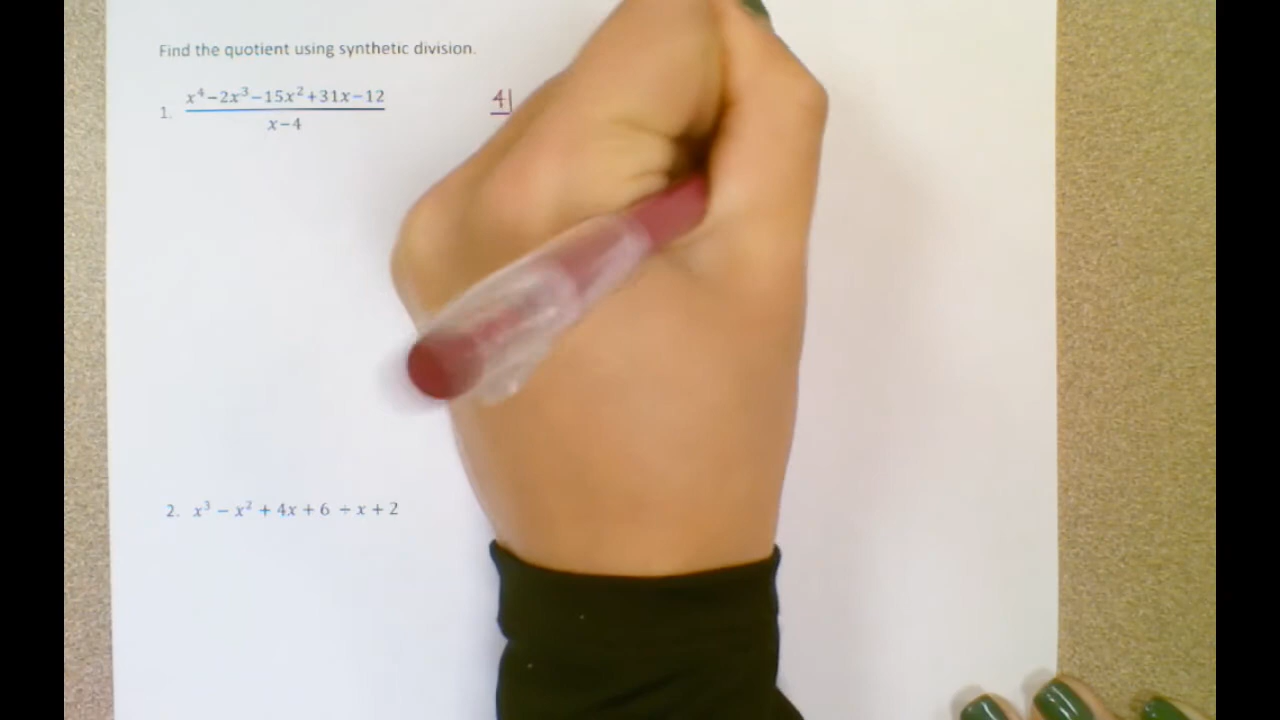 Find the quotient using synthetic division.
1. x⁴−2x³−15x²+31x−12
x−4
4|
2. x³ − x² + 4x + 6 ÷ x + 2